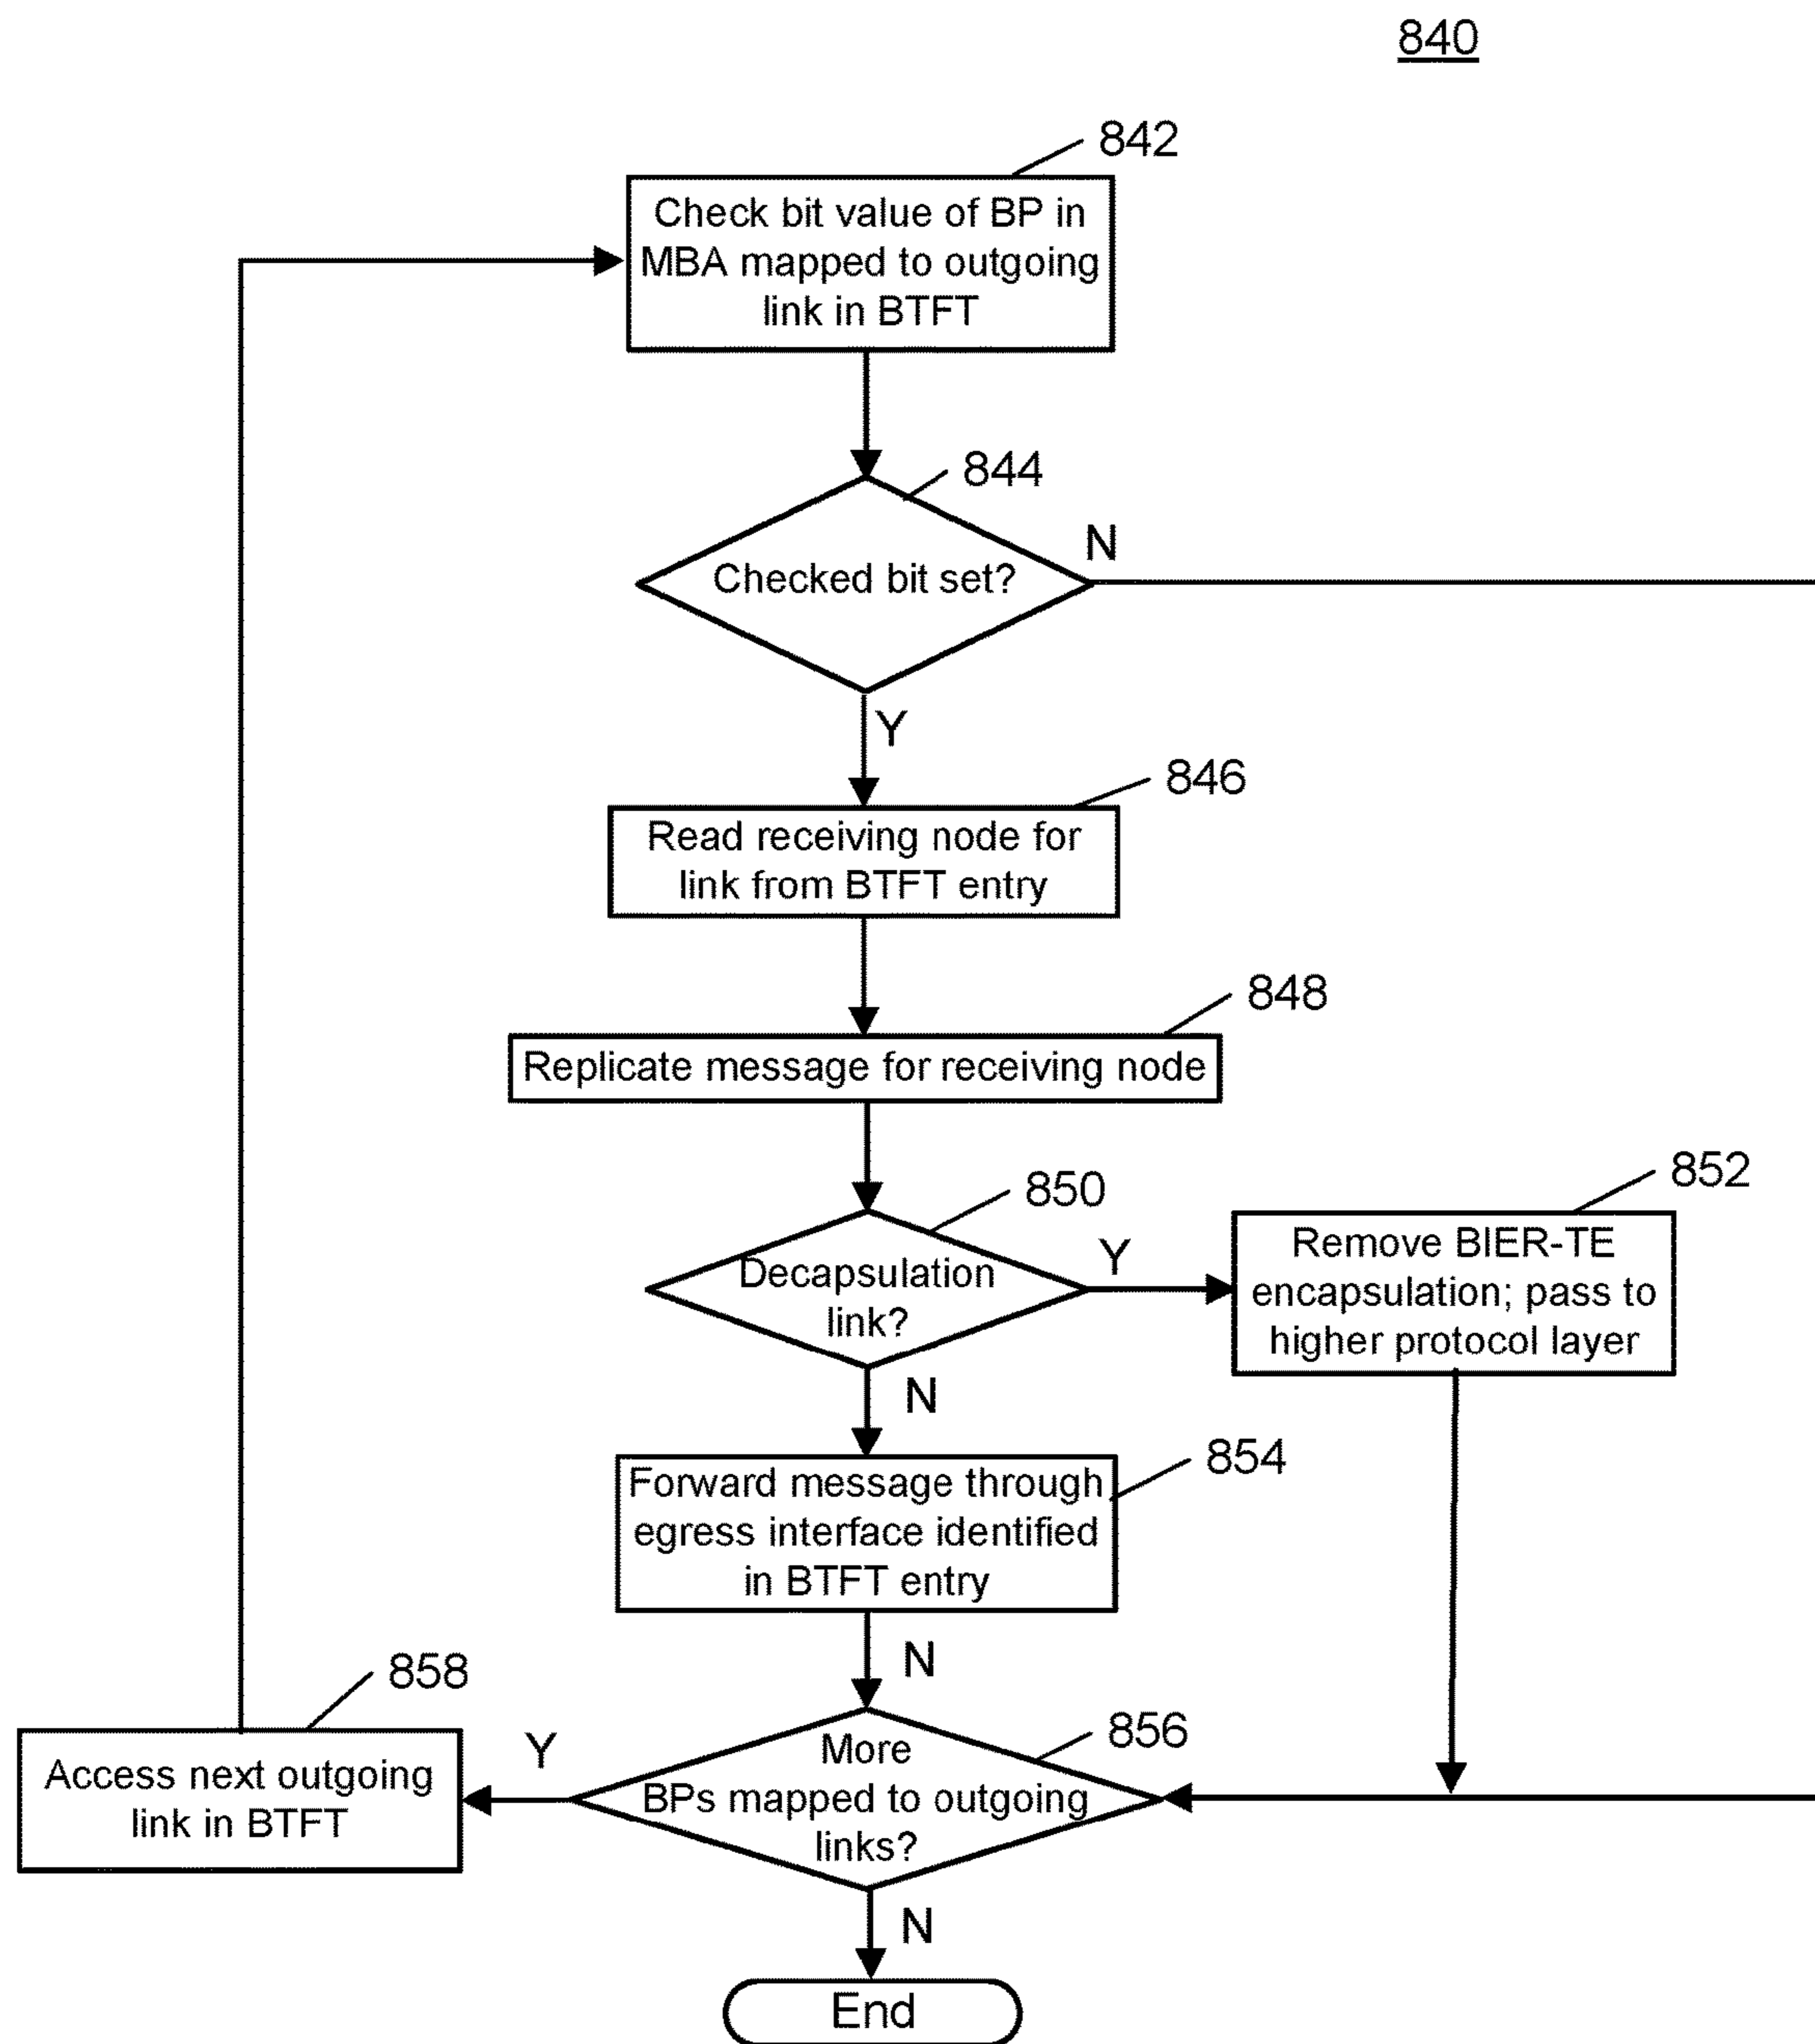 840
842
Check bit value of BP in
MBA mapped to outgoing
link in BTFT
844
N
Checked bit set?
Y
846
Read receiving node for
link from BTFT entry
848
Replicate message for receiving node
850
852
Decapsulation
link?
Y
Remove BIER-TE
encapsulation; pass to
higher protocol layer
N
854
Forward message through
egress interface identified
in BTFT entry
N
858
856
Access next outgoing
link in BTFT
Y
More
BPs mapped to outgoing
links?
N
End